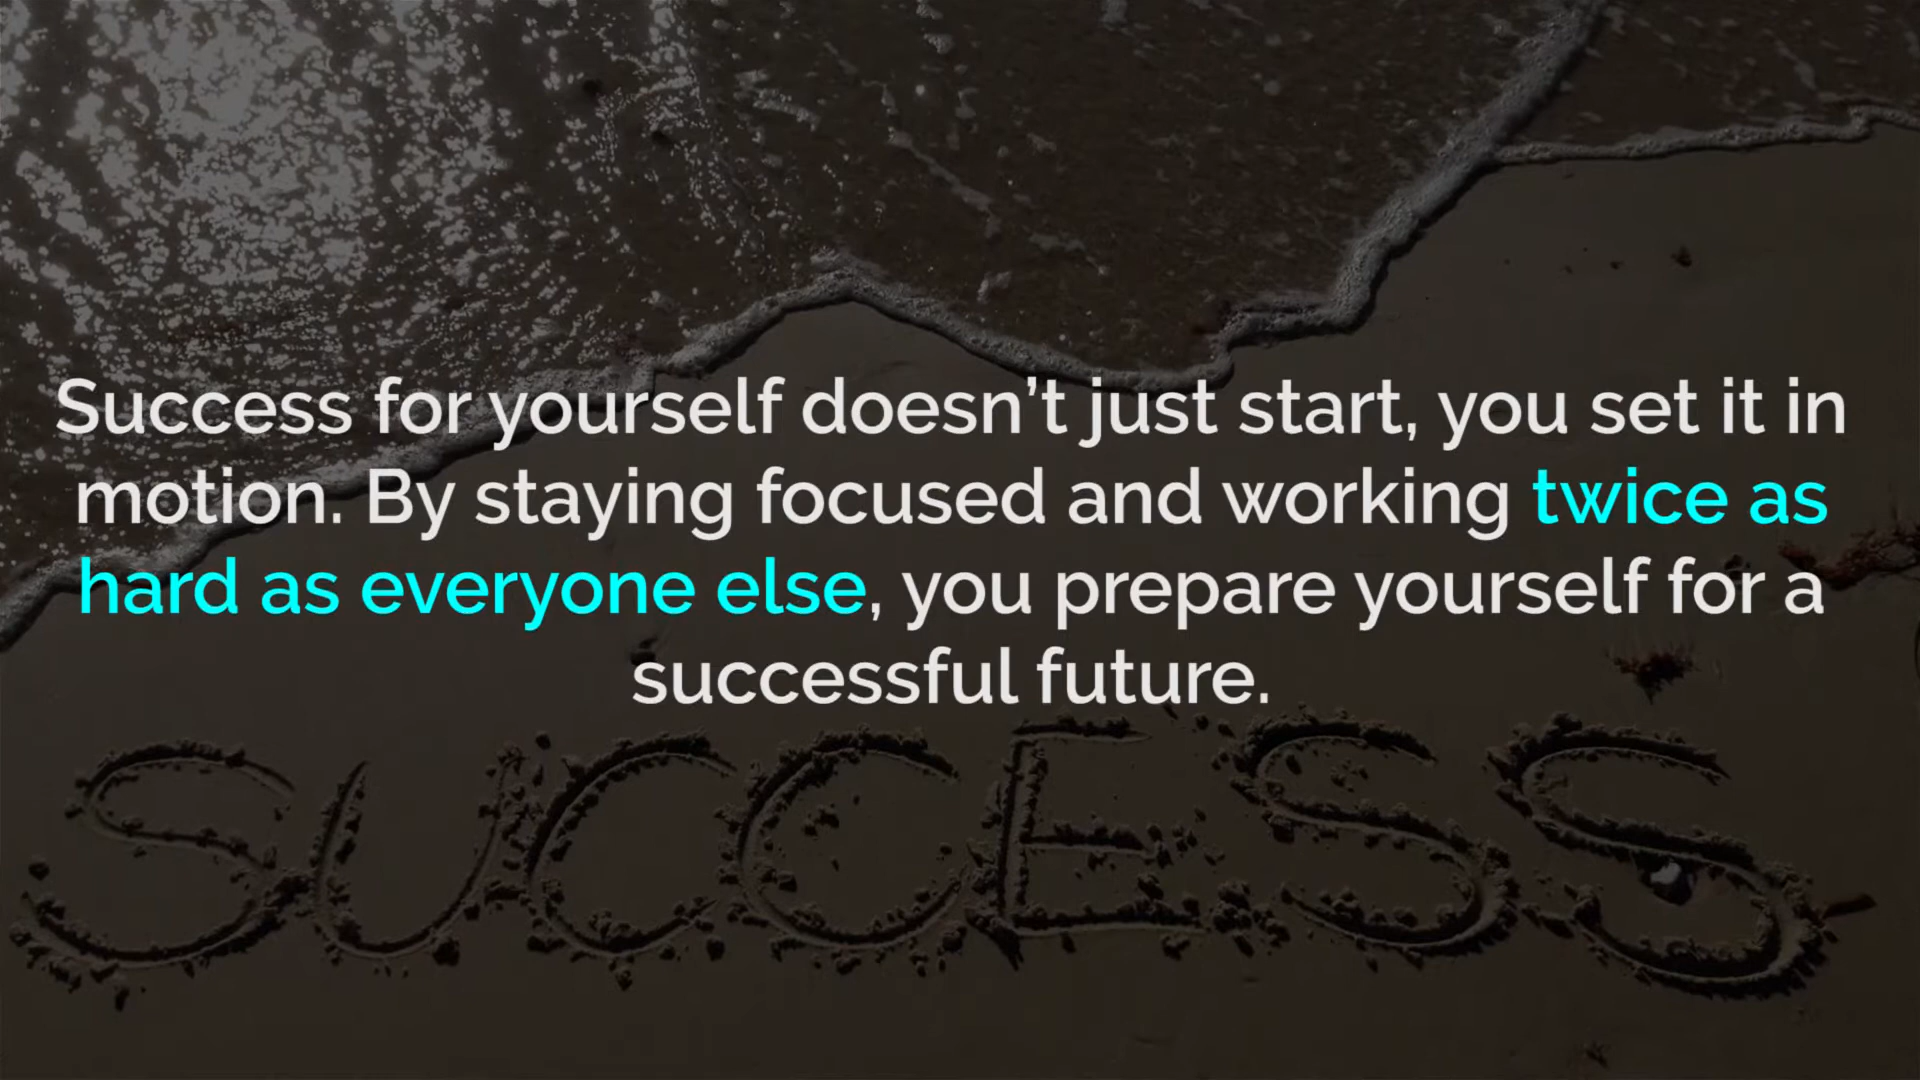 Success for yourself doesn’t just start, you set it in
motion. By staying focused and working twice as
hard as everyone else, you prepare yourself for a
successful future.
SUCCESS